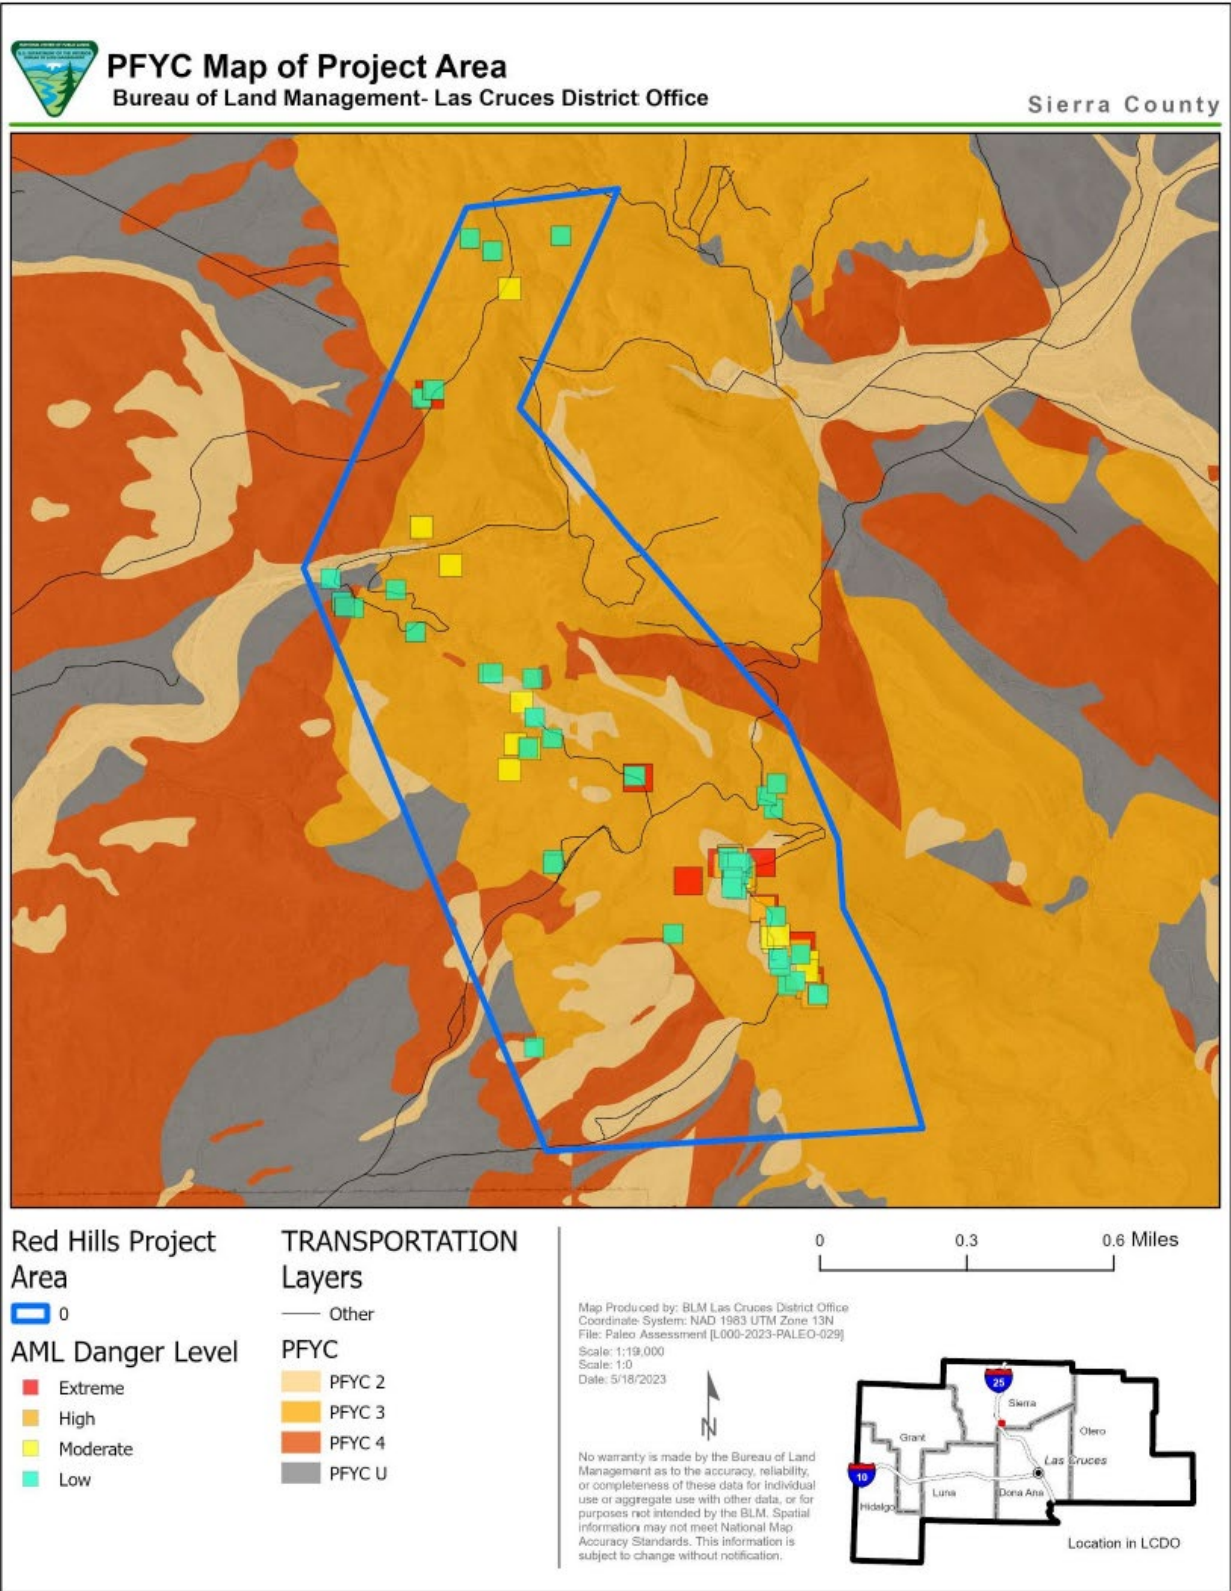 PFYC Map of Project Area
Bureau of Land Management- Las Cruces District Office
Sierra County
Red Hills Project
Area
0
AML Danger Level
Extreme
High
Moderate
Low
TRANSPORTATION
Layers
Other
PFYC
PFYC 2
PFYC 3
PFYC 4
PFYC U
0 0.3 0.6 Miles
Map Produced by: BLM Las Cruces District Office
Coordinate System: NAD 1983 UTM Zone 13N
File: Paleo Assessment [L000-2023-PALEO-029]
Scale: 1:19,000
Scale: 1:0
Date: 5/18/2023
N
No warranty is made by the Bureau of Land
Management as to the accuracy, reliability,
or completeness of these data for individual
use or aggregate use with other data, or for
purposes not intended by the BLM. Spatial
information may not meet National Map
Accuracy Standards. This information is
subject to change without notification.
25
Sierra
Grant
Otero
Las Cruces
10
Luna
Dona Ana
Hidalgo
Location in LCDO